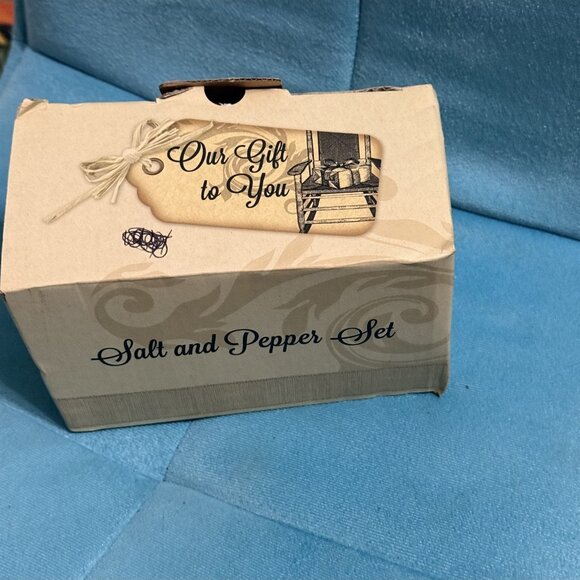 Our Gift
to You
Salt and Pepper Set